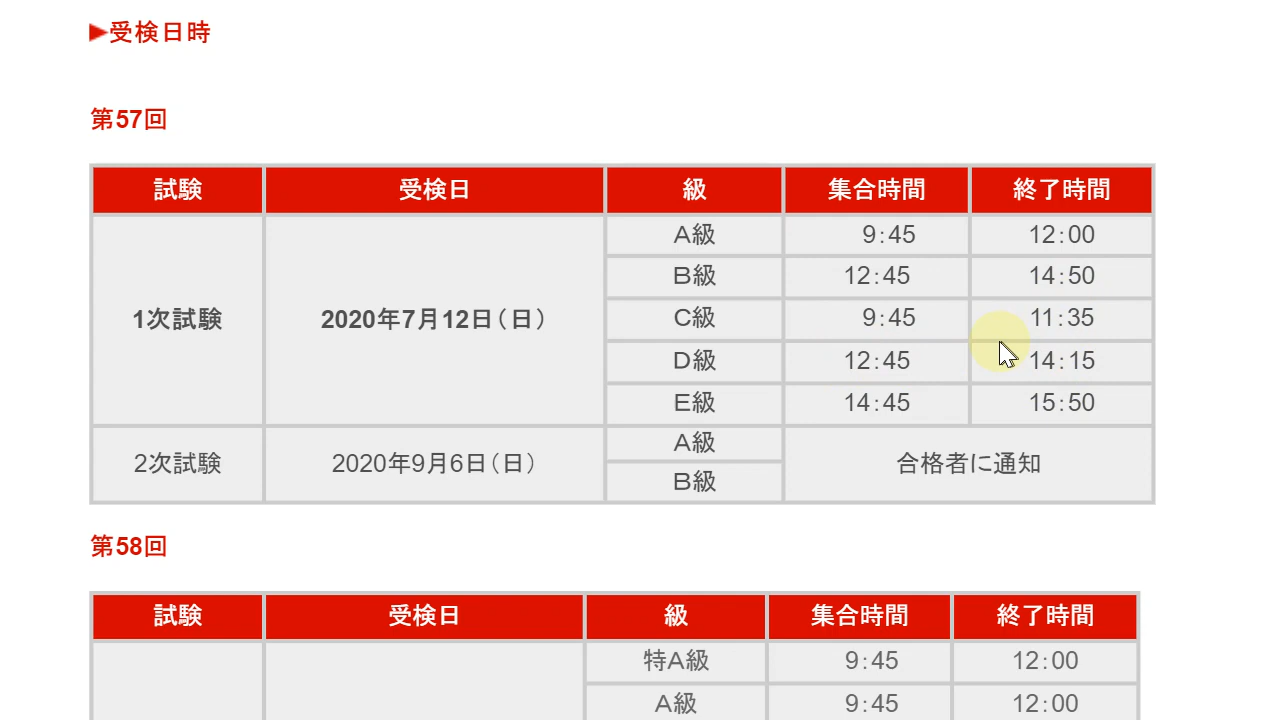 ▶受検日時
第57回
試験 受検日 級 集合時間 終了時間
1次試験 2020年7月12日（日） A級 9：45 12：00
B級 12：45 14：50
C級 9：45 11：35
D級 12：45 14：15
E級 14：45 15：50
2次試験 2020年9月6日（日） A級 合格者に通知
B級
第58回
試験 受検日 級 集合時間 終了時間
特A級 9：45 12：00
A級 9：45 12：00